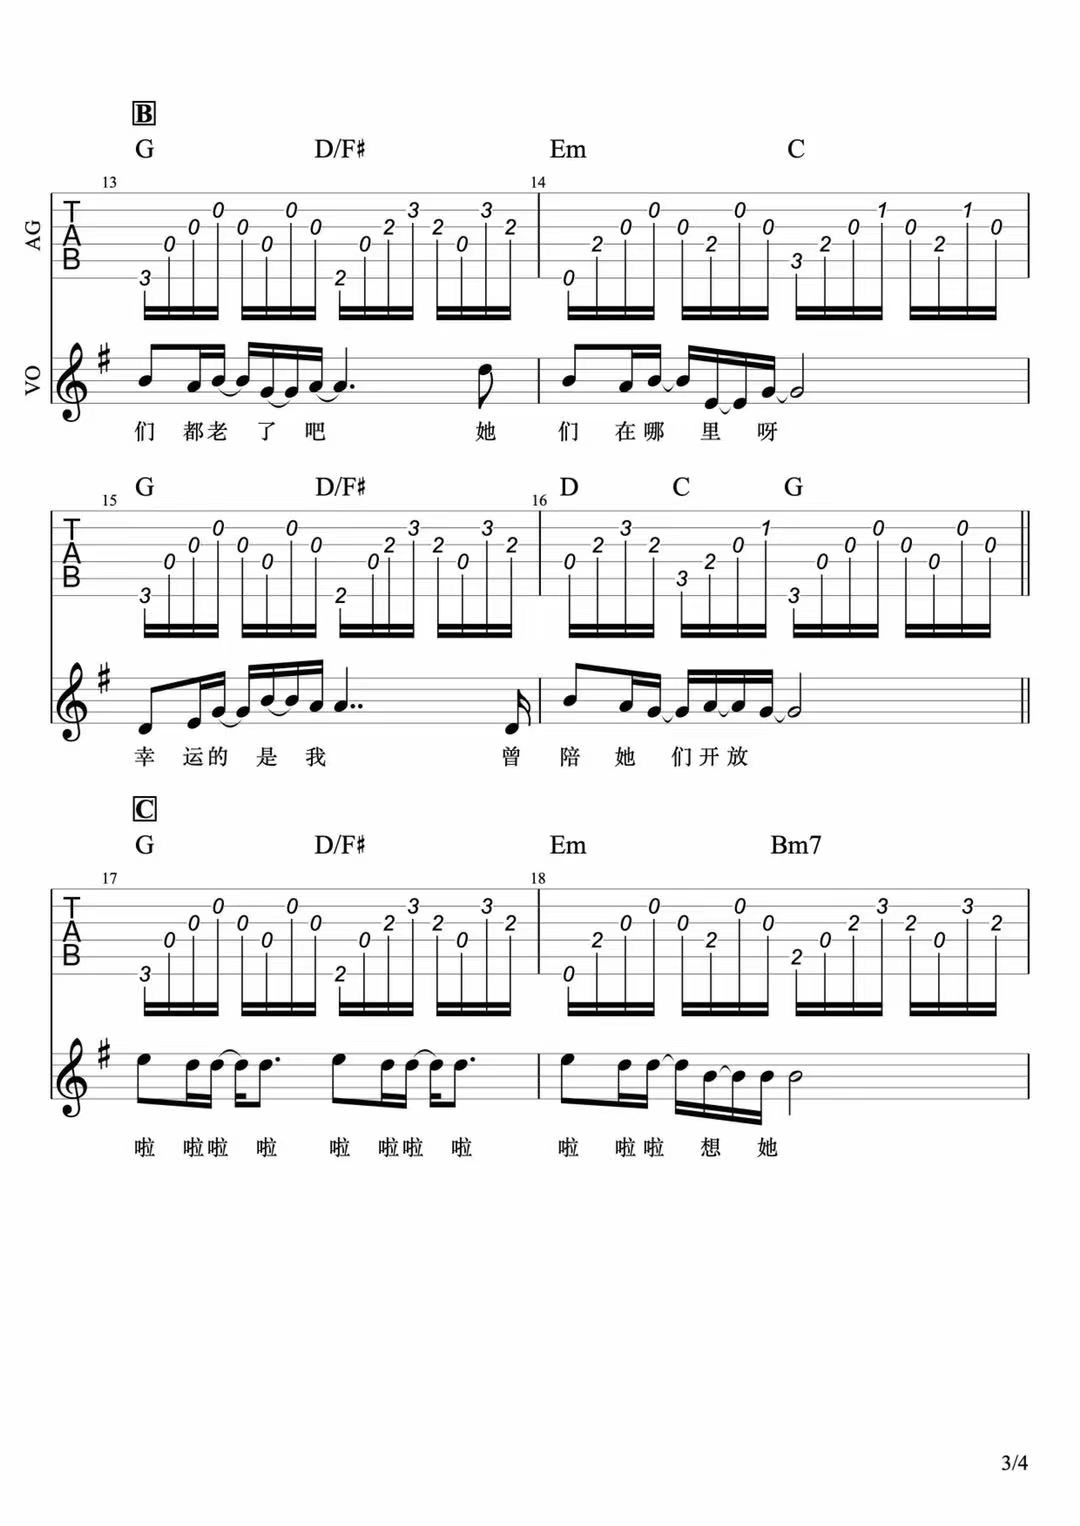 B
G D/F♯ Em C
13 14
AG
T 0 0 3 0 1 1
A 0 0 0 0 2 2 2 0 0 0 0 0 0
B 0 0 0 0 2 2 2 2
3 2 0 3
VO
们 都老 了 吧 她 们 在哪 里 呀
G D/F♯ D C G
15 16
T 0 0 3 3 3 1 0 0
A 0 0 0 2 2 2 2 2 0 0 0 0
B 0 0 0 0 0 2 0 0
3 2 3 3
幸 运的 是 我 曾 陪 她 们开放
C
G D/F♯ Em Bm7
17 18
T 0 0 3 3 0 0 3 3
A 0 0 0 2 2 2 0 0 0 2 2 2
B 0 0 0 0 2 2 0 0
3 2 0 2
啦 啦啦 啦 啦 啦啦 啦 啦 啦啦 想 她
3/4